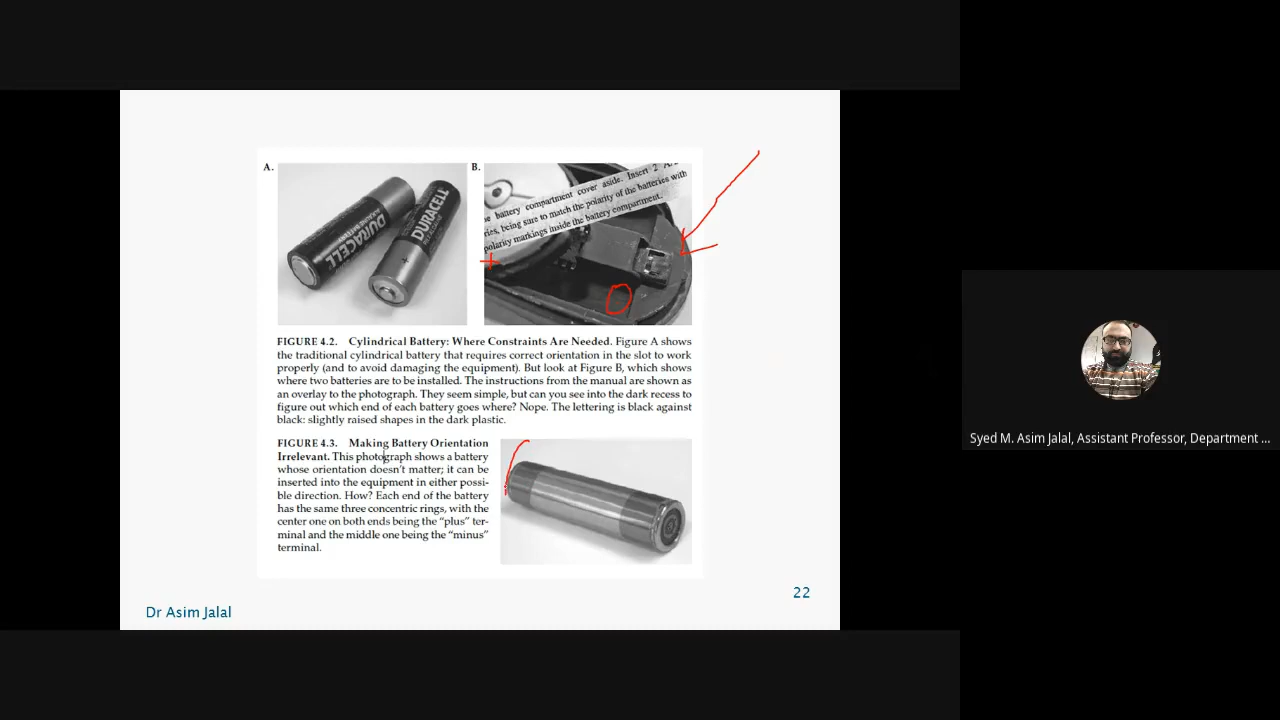 A.
B.
DURACELL
DURACELL
e battery compartment cover aside. Insert 2 A
ries, being sure to match the polarity of the batteries with
polarity markings inside the battery compartment.
+
FIGURE 4.2. Cylindrical Battery: Where Constraints Are Needed. Figure A shows
the traditional cylindrical battery that requires correct orientation in the slot to work
properly (and to avoid damaging the equipment). But look at Figure B, which shows
where two batteries are to be installed. The instructions from the manual are shown as
an overlay to the photograph. They seem simple, but can you see into the dark recess to
figure out which end of each battery goes where? Nope. The lettering is black against
black: slightly raised shapes in the dark plastic.
FIGURE 4.3. Making Battery Orientation
Irrelevant. This photograph shows a battery
whose orientation doesn't matter; it can be
inserted into the equipment in either possi-
ble direction. How? Each end of the battery
has the same three concentric rings, with the
center one on both ends being the “plus” ter-
minal and the middle one being the “minus”
terminal.
22
Dr Asim Jalal
Syed M. Asim Jalal, Assistant Professor, Department ...